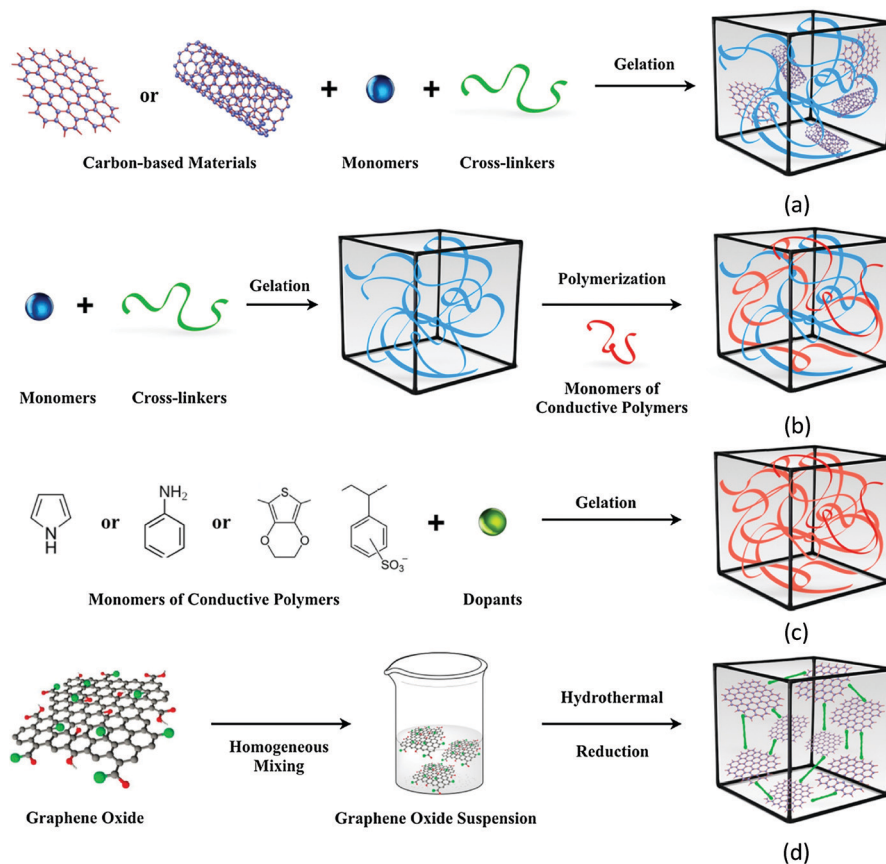 or
+
+
Gelation
Carbon-based Materials
Monomers
Cross-linkers
(a)
+
Gelation
Polymerization
Monomers
Cross-linkers
Monomers of
Conductive Polymers
(b)
N
H
or
NH₂
or
S
O
O
SO₃⁻
+
Gelation
Monomers of Conductive Polymers
Dopants
(c)
Homogeneous
Mixing
Hydrothermal
Reduction
Graphene Oxide
Graphene Oxide Suspension
(d)